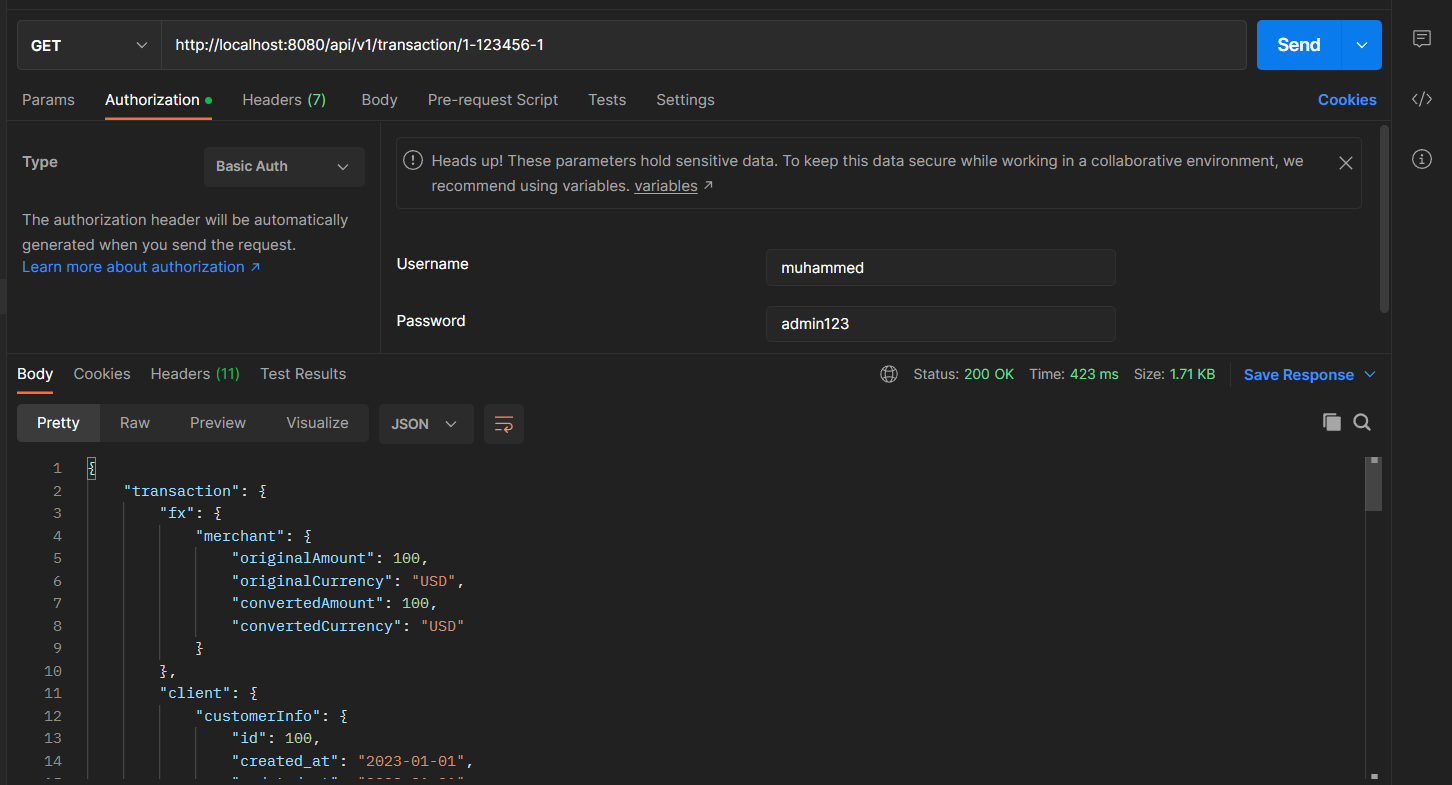 GET http://localhost:8080/api/v1/transaction/1-123456-1 Send
Params Authorization Headers (7) Body Pre-request Script Tests Settings Cookies
Type Basic Auth
The authorization header will be automatically
generated when you send the request.
Learn more about authorization ↗
Heads up! These parameters hold sensitive data. To keep this data secure while working in a collaborative environment, we
recommend using variables. variables ↗
Username muhammed
Password admin123
Body Cookies Headers (11) Test Results Status: 200 OK Time: 423 ms Size: 1.71 KB Save Response
Pretty Raw Preview Visualize JSON
1 {
2 "transaction": {
3 "fx": {
4 "merchant": {
5 "originalAmount": 100,
6 "originalCurrency": "USD",
7 "convertedAmount": 100,
8 "convertedCurrency": "USD"
9 }
10 },
11 "client": {
12 "customerInfo": {
13 "id": 100,
14 "created_at": "2023-01-01",